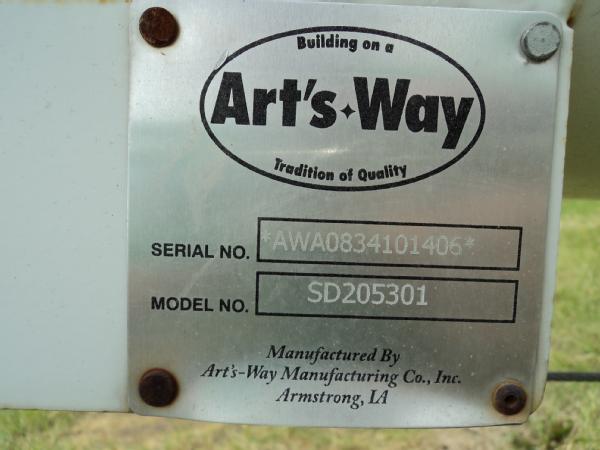 Building on a
Art's Way
Tradition of Quality
SERIAL NO. *AWA0834101406*
MODEL NO. SD205301
Manufactured By
Art's-Way Manufacturing Co., Inc.
Armstrong, IA